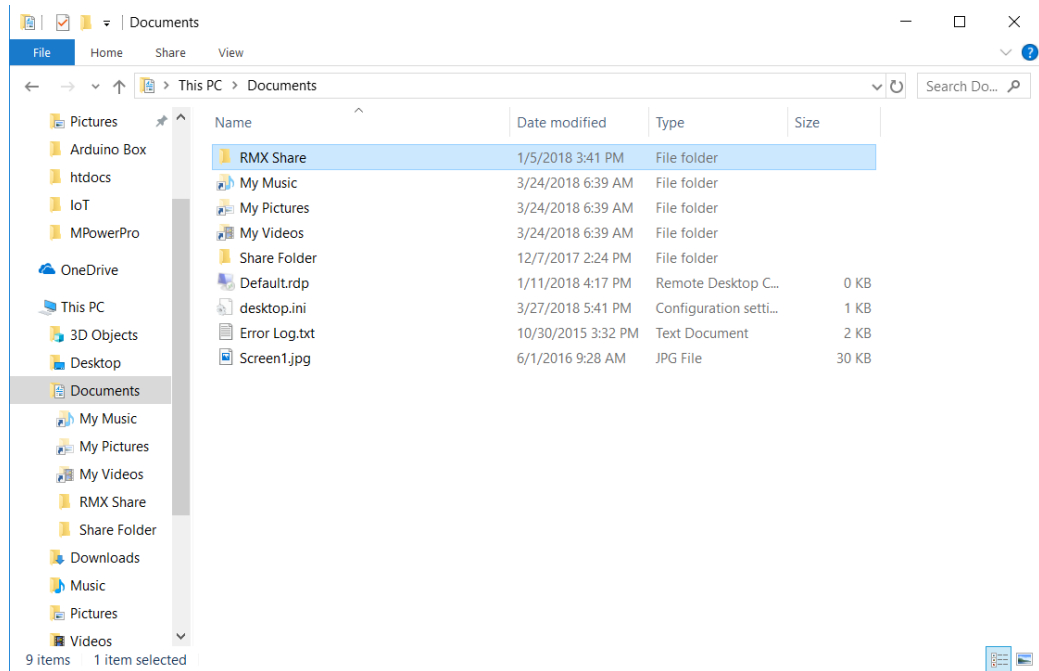 Documents
File Home Share View
This PC > Documents Search Do...
Name Date modified Type Size
Pictures
Arduino Box
htdocs
IoT
MPowerPro
OneDrive
This PC
3D Objects
Desktop
Documents
My Music
My Pictures
My Videos
RMX Share
Share Folder
Downloads
Music
Pictures
Videos
RMX Share 1/5/2018 3:41 PM File folder
My Music 3/24/2018 6:39 AM File folder
My Pictures 3/24/2018 6:39 AM File folder
My Videos 3/24/2018 6:39 AM File folder
Share Folder 12/7/2017 2:24 PM File folder
Default.rdp 1/11/2018 4:17 PM Remote Desktop C... 0 KB
desktop.ini 3/27/2018 5:41 PM Configuration setti... 1 KB
Error Log.txt 10/30/2015 3:32 PM Text Document 2 KB
Screen1.jpg 6/1/2016 9:28 AM JPG File 30 KB
9 items 1 item selected